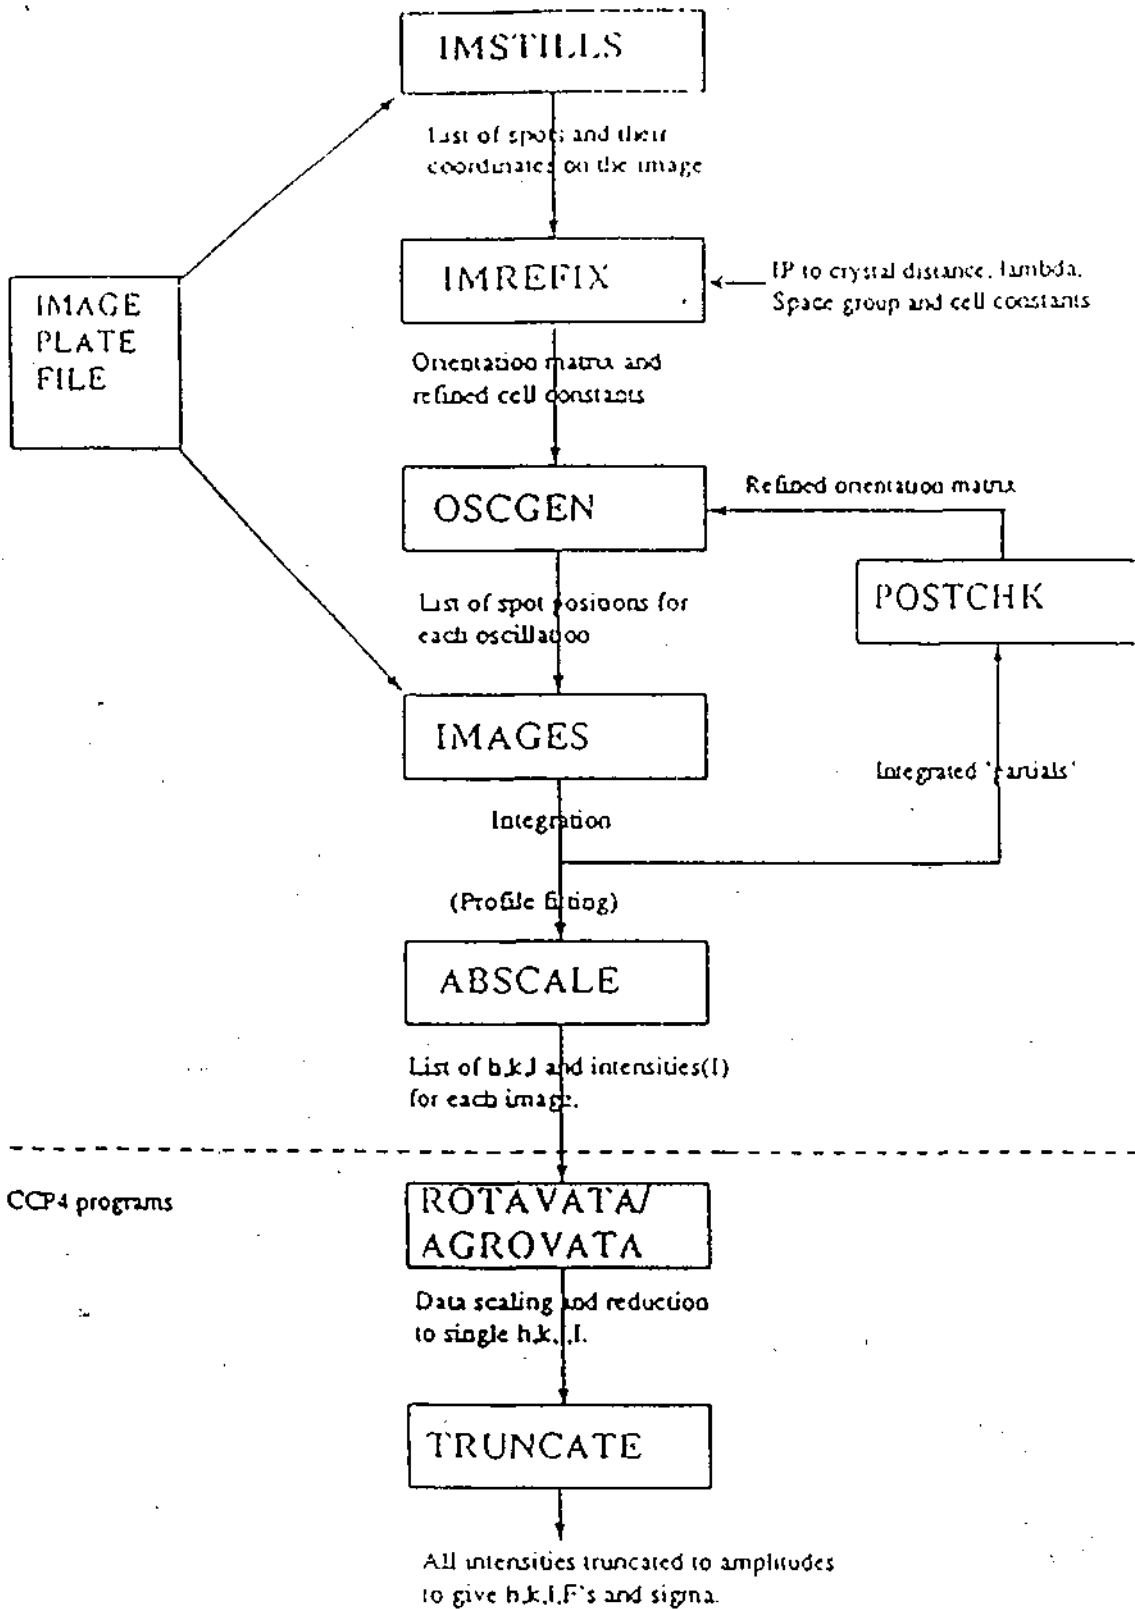 IMSTILLS
List of spots and their
coordinates on the image
IMAGE
PLATE
FILE
IMREFIX
IP to crystal distance, lambda,
Space group and cell constants
Orientation matrix and
refined cell constants
OSCGEN
Refined orientation matrix
POSTCHK
List of spot positions for
each oscillation
IMAGES
Integrated 'partials'
Integration
(Profile fitting)
ABSCALE
List of h,k,l and intensities(I)
for each image.
CCP4 programs
ROTAVATA/
AGROVATA
Data scaling and reduction
to single h,k, ,I.
TRUNCATE
All intensities truncated to amplitudes
to give h,k,l,F's and sigma.